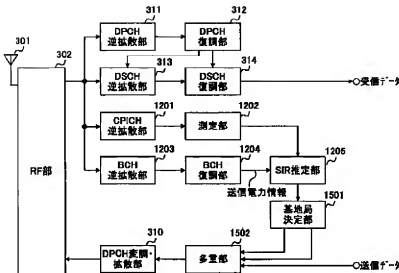 311
312
301
302
DPCH
逆拡散部
DPCH
復調部
313
314
DSCH
逆拡散部
DSCH
復調部
受信データ
1201
1202
CPICH
逆拡散部
測定部
1203
1204
1205
RF部
BCH
逆拡散部
BCH
復調部
SIR推定部
送信電力情報
1501
基地局
決定部
310
1502
DPCH変調・
拡散部
多重部
送信データ